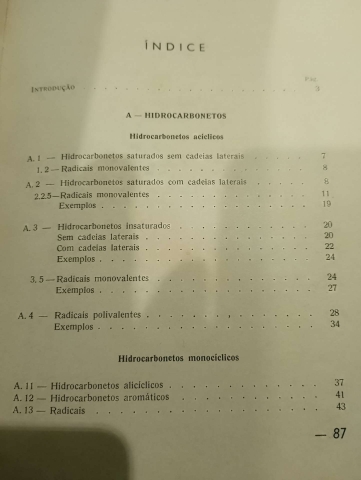 ÍNDICE
Pág.
INTRODUÇÃO . . . . . . . . . . . . . . . . 3
A — HIDROCARBONETOS
Hidrocarbonetos acíclicos
A. 1 — Hidrocarbonetos saturados sem cadeias laterais . . . . . 7
1. 2 — Radicais monovalentes . . . . . . . . . . . 8
A. 2 — Hidrocarbonetos saturados com cadeias laterais . . . . . 8
2.2.5 — Radicais monovalentes . . . . . . . . . . . 11
Exemplos . . . . . . . . . . . . . . . 19
A. 3 — Hidrocarbonetos insaturados . . . . . . . . . . 20
Sem cadeias laterais . . . . . . . . . . . . 20
Com cadeias laterais . . . . . . . . . . . . 22
Exemplos . . . . . . . . . . . . . . . 24
3. 5 — Radicais monovalentes . . . . . . . . . . . 24
Exemplos . . . . . . . . . . . . . . . 27
A. 4 — Radicais polivalentes . . . . . . . . . . . . 28
Exemplos . . . . . . . . . . . . . . . 34
Hidrocarbonetos monocíclicos
A. 11 — Hidrocarbonetos alicíclicos . . . . . . . . . . 37
A. 12 — Hidrocarbonetos aromáticos . . . . . . . . . . 41
A. 13 — Radicais . . . . . . . . . . . . . . . 43
— 87